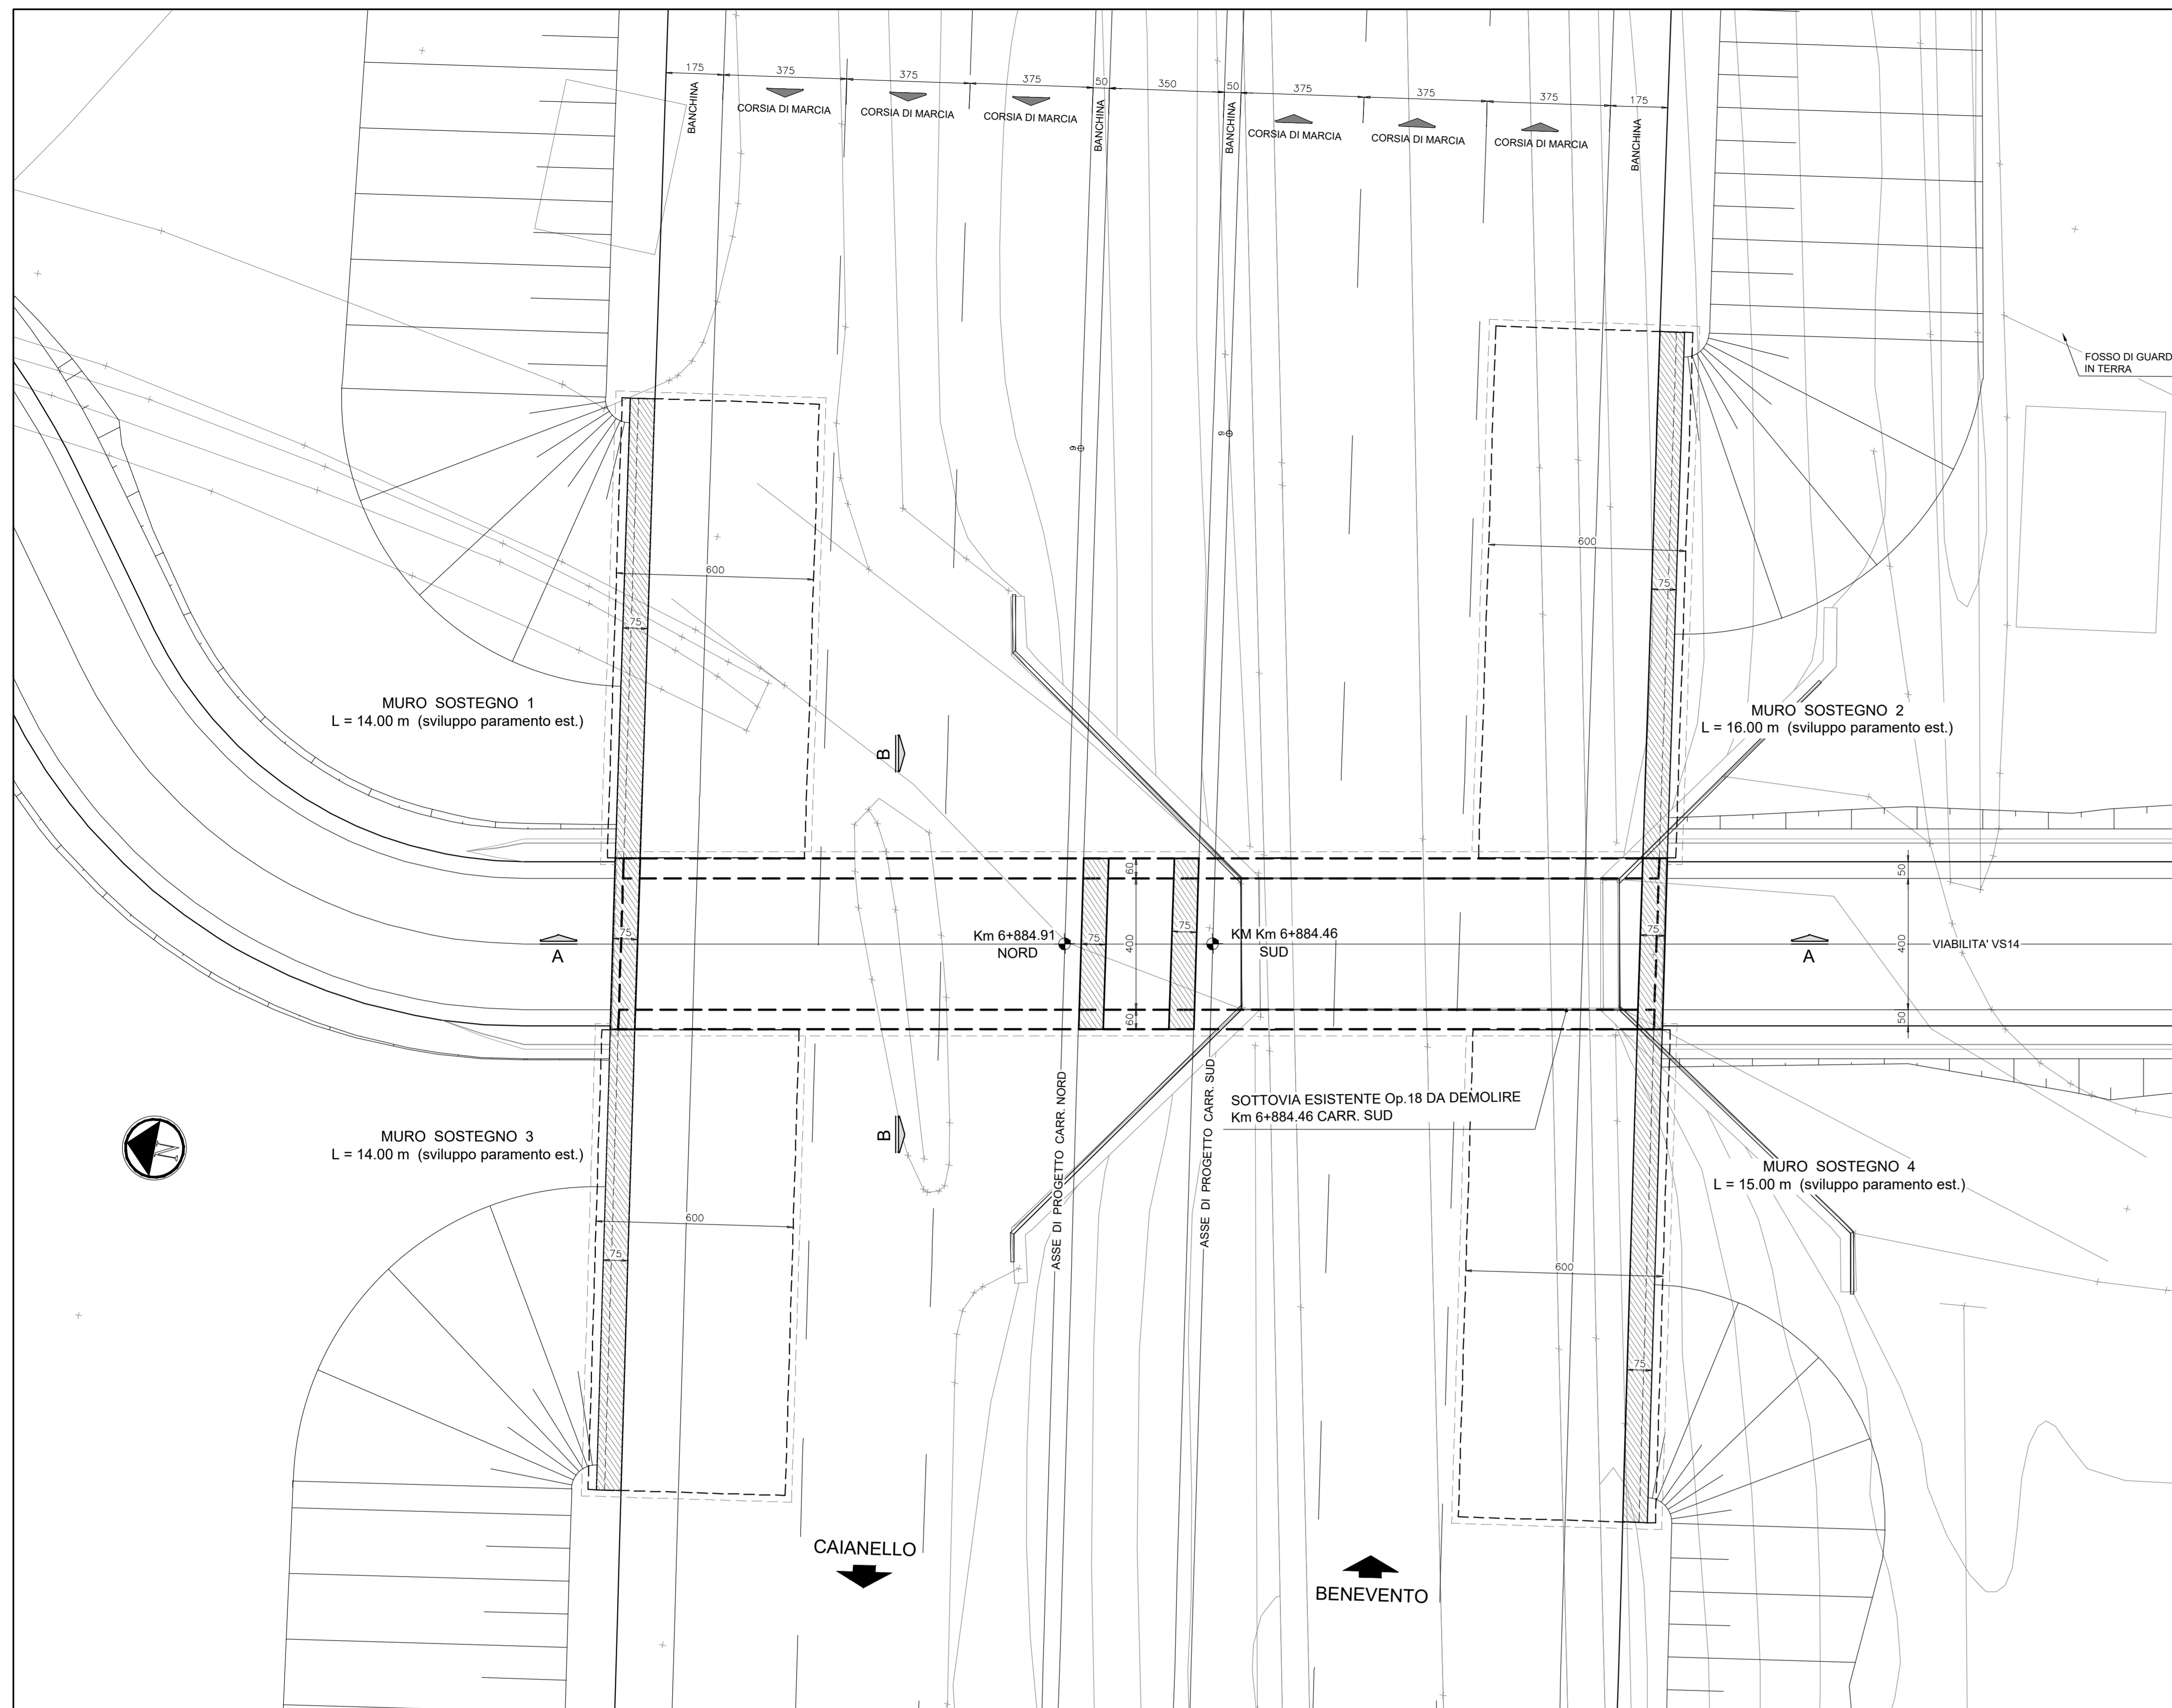 175
375
375
375
50
350
50
375
375
375
175
BANCHINA
CORSIA DI MARCIA
CORSIA DI MARCIA
CORSIA DI MARCIA
BANCHINA
BANCHINA
CORSIA DI MARCIA
CORSIA DI MARCIA
CORSIA DI MARCIA
BANCHINA
FOSSO DI GUARD
IN TERRA
9
9
600
600
75
75
MURO SOSTEGNO 1
L = 14.00 m (sviluppo paramento est.)
MURO SOSTEGNO 2
L = 16.00 m (sviluppo paramento est.)
B
60
50
75
Km 6+884.91
NORD
75
400
75
KM Km 6+884.46
SUD
75
400
VIABILITA' VS14
A
A
60
50
ASSE DI PROGETTO CARR. NORD
ASSE DI PROGETTO CARR. SUD
SOTTOVIA ESISTENTE Op.18 DA DEMOLIRE
Km 6+884.46 CARR. SUD
B
N
MURO SOSTEGNO 3
L = 14.00 m (sviluppo paramento est.)
MURO SOSTEGNO 4
L = 15.00 m (sviluppo paramento est.)
600
75
600
75
CAIANELLO
BENEVENTO